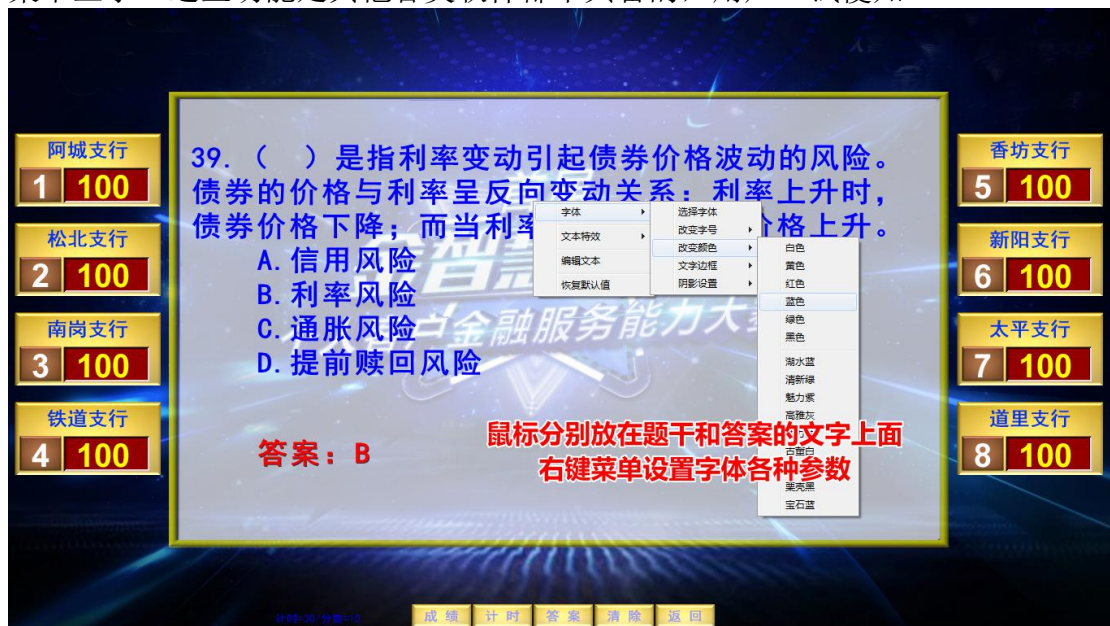 阿城支行
1 100
松北支行
2 100
南岗支行
3 100
铁道支行
4 100
39.（ ）是指利率变动引起债券价格波动的风险。
债券的价格与利率呈反向变动关系；利率上升时，
债券价格下降；而当利率 价格上升。
A.信用风险
B.利率风险
C.通胀风险
D.提前赎回风险
答案：B
字体
文本特效
编辑文本
恢复默认值
选择字体
改变字号
改变颜色
文字边框
阴影设置
白色
黄色
红色
蓝色
绿色
黑色
湖水蓝
清新绿
魅力紫
高雅灰
栗壳黑
宝石蓝
鼠标分别放在题干和答案的文字上面
右键菜单设置字体各种参数
香坊支行
5 100
新阳支行
6 100
太平支行
7 100
道里支行
8 100
成绩 计时 答案 清除 返回